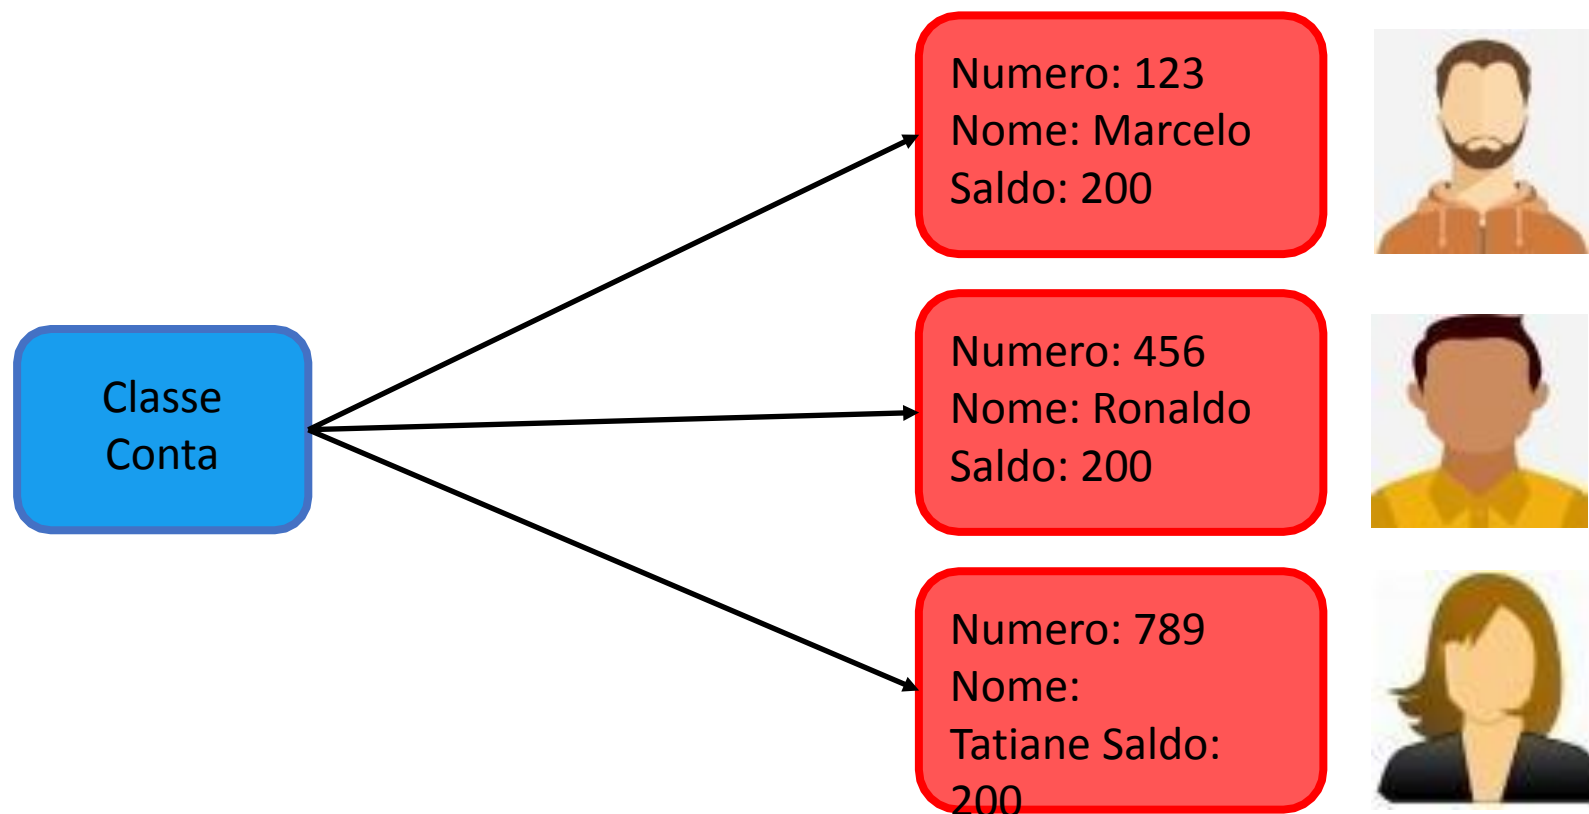 Classe
Conta
Numero: 123
Nome: Marcelo
Saldo: 200
Numero: 456
Nome: Ronaldo
Saldo: 200
Numero: 789
Nome:
Tatiane Saldo:
200